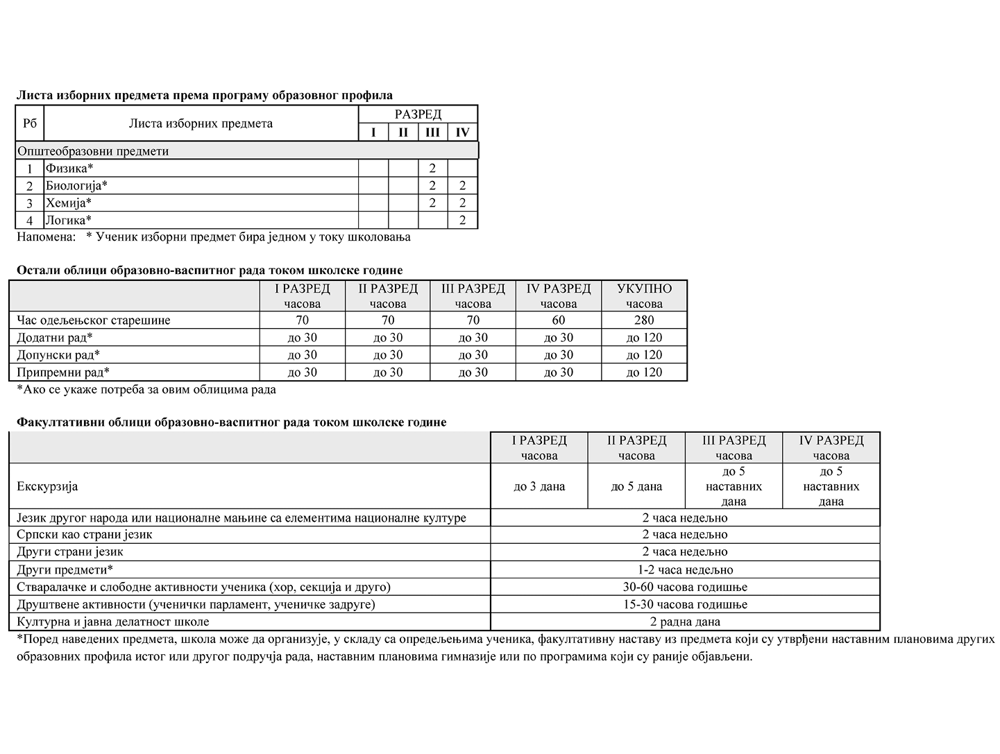 Листа изборних предмета према програму образовног профила
Рб Листа изборних предмета РАЗРЕД
I II III IV
Општеобразовни предмети
1 Физика* 2
2 Биологија* 2 2
3 Хемија* 2 2
4 Логика* 2
Напомена: * Ученик изборни предмет бира једном у току школовања
Остали облици образовно-васпитног рада током школске године
I РАЗРЕД II РАЗРЕД III РАЗРЕД IV РАЗРЕД УКУПНО
часова часова часова часова часова
Час одељенског старешине 70 70 70 60 280
Додатни рад* до 30 до 30 до 30 до 30 до 120
Допунски рад* до 30 до 30 до 30 до 30 до 120
Припремни рад* до 30 до 30 до 30 до 30 до 120
*Ако се укаже потреба за овим облицима рада
Факултативни облици образовно-васпитног рада током школске године
I РАЗРЕД II РАЗРЕД III РАЗРЕД IV РАЗРЕД
часова часова часова часова
до 5 до 5
Екскурзија до 3 дана до 5 дана наставних наставних
дана дана
Језик другог народа или националне мањине са елементима националне културе 2 часа недељно
Српски као страни језик 2 часа недељно
Други страни језик 2 часа недељно
Други предмети* 1-2 часа недељно
Стваралачке и слободне активности ученика (хор, секција и друго) 30-60 часова годишње
Друштвене активности (ученички парламент, ученичке задруге) 15-30 часова годишње
Културна и јавна делатност школе 2 радна дана
*Поред наведених предмета, школа може да организује, у складу са опредељењима ученика, факултативну наставу из предмета који су утврђени наставним плановима других
образовних профила истог или другог подручја рада, наставним плановима гимназије или по програмима који су раније објављени.